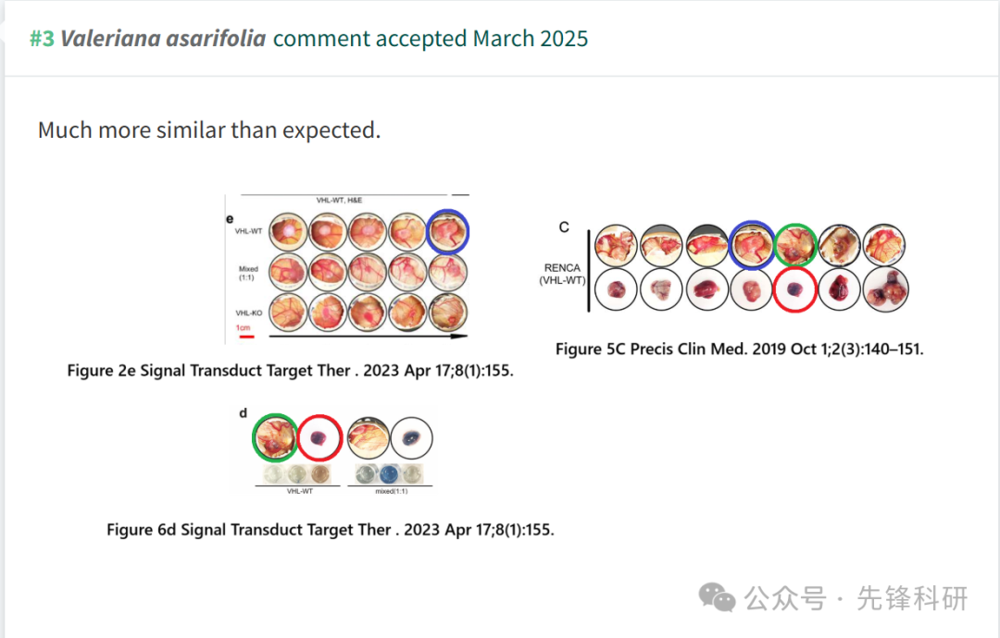 #3 Valeriana asarifolia comment accepted March 2025
Much more similar than expected.
VHL-WT, H&E
e
VHL-WT
Mixed
(1:1)
VHL-KO
1cm
Figure 2e Signal Transduct Target Ther . 2023 Apr 17;8(1):155.
C
RENCA
(VHL-WT)
Figure 5C Precis Clin Med. 2019 Oct 1;2(3):140–151.
d
VHL-WT
mixed(1:1)
Figure 6d Signal Transduct Target Ther . 2023 Apr 17;8(1):155.
公众号 · 先锋科研